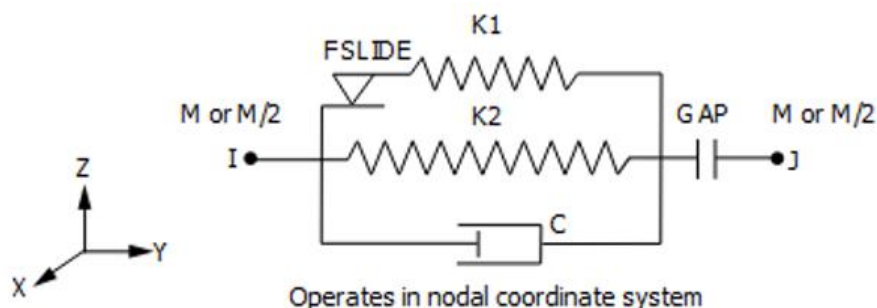 K1
FSLIDE
M or M/2
K2
GAP
M or M/2
I
J
Z
Y
X
C
Operates in nodal coordinate system